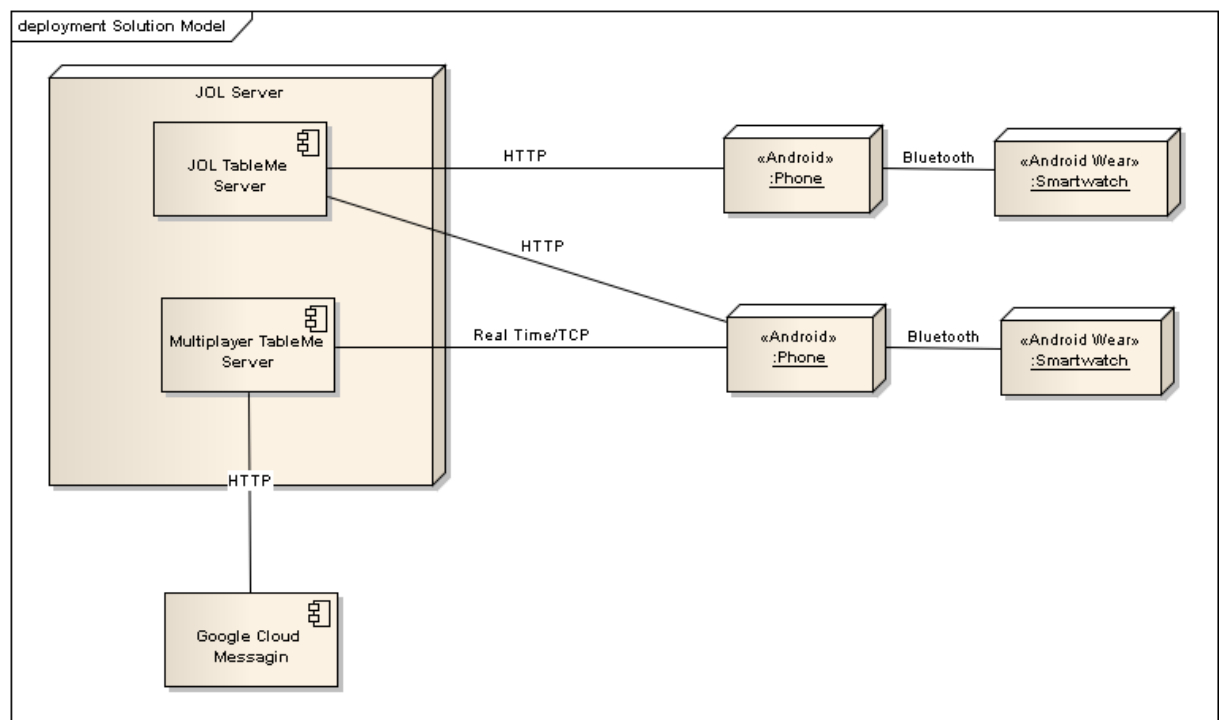 deployment Solution Model
JOL Server
JOL TableMe
Server
HTTP
«Android»
:Phone
Bluetooth
«Android Wear»
:Smartwatch
HTTP
Multiplayer TableMe
Server
Real Time/TCP
«Android»
:Phone
Bluetooth
«Android Wear»
:Smartwatch
HTTP
Google Cloud
Messagin